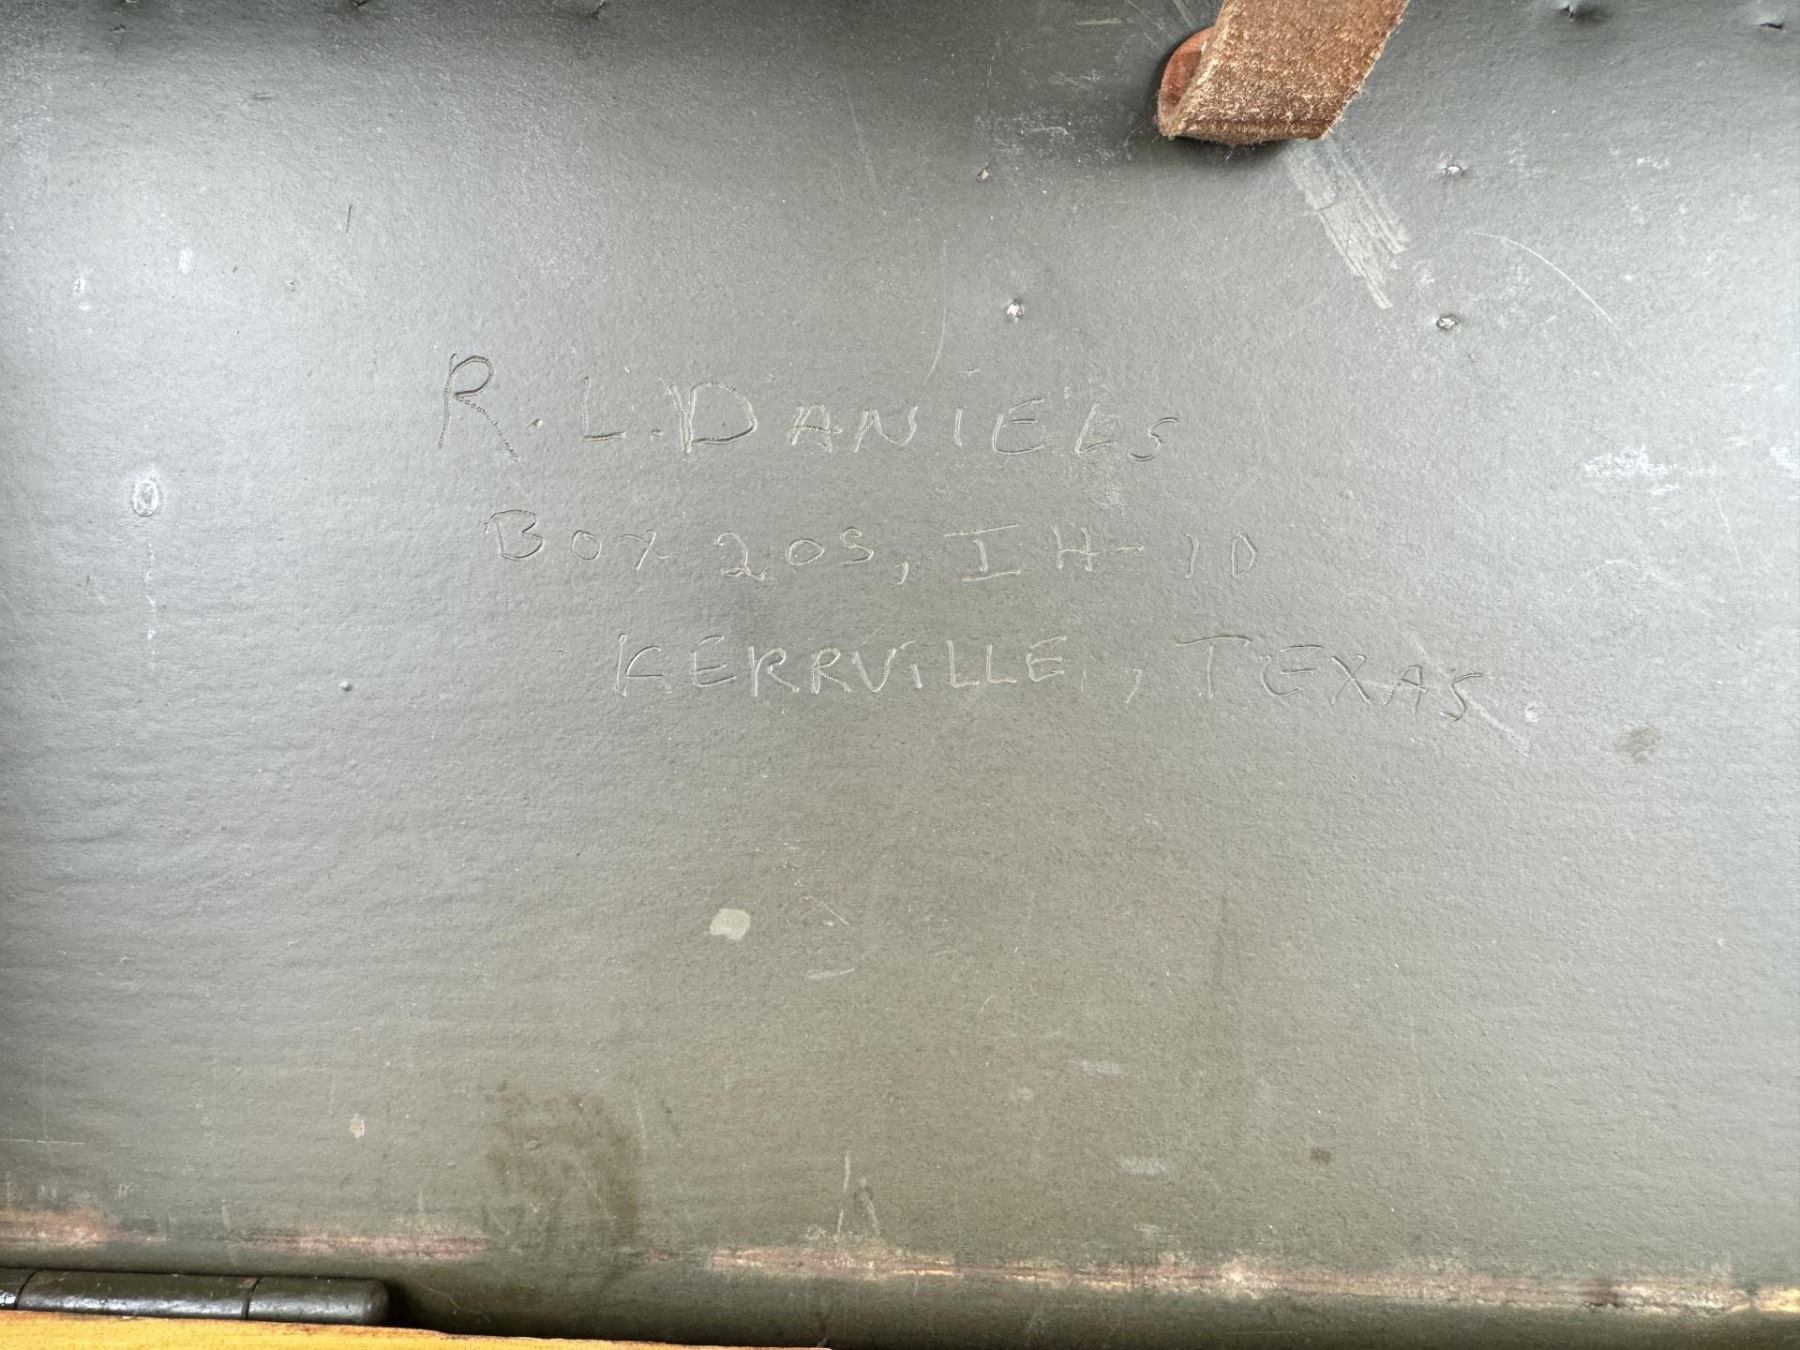 R. L. DANIELS
BOX 205, IH-10
KERRVILLE, TEXAS.